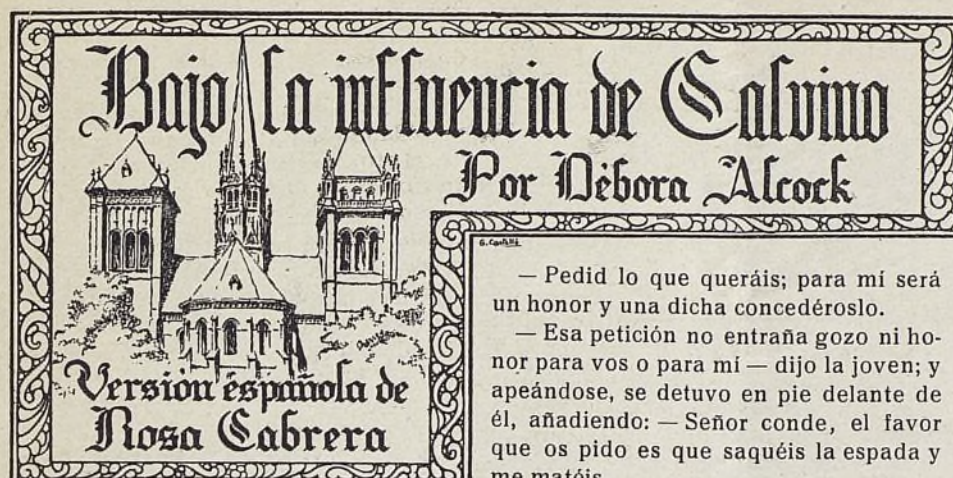 Bajo la influencia de Calvino
Por Débora Alcock
Versión española de
Rosa Cabrera
G. Castillo
— Pedid lo que queráis; para mí será
un honor y una dicha concedéroslo.
— Esa petición no entraña gozo ni ho-
nor para vos o para mí — dijo la joven; y
apeándose, se detuvo en pie delante de
él, añadiendo: — Señor conde, el favor
que os pido es que saquéis la espada y
me matéis